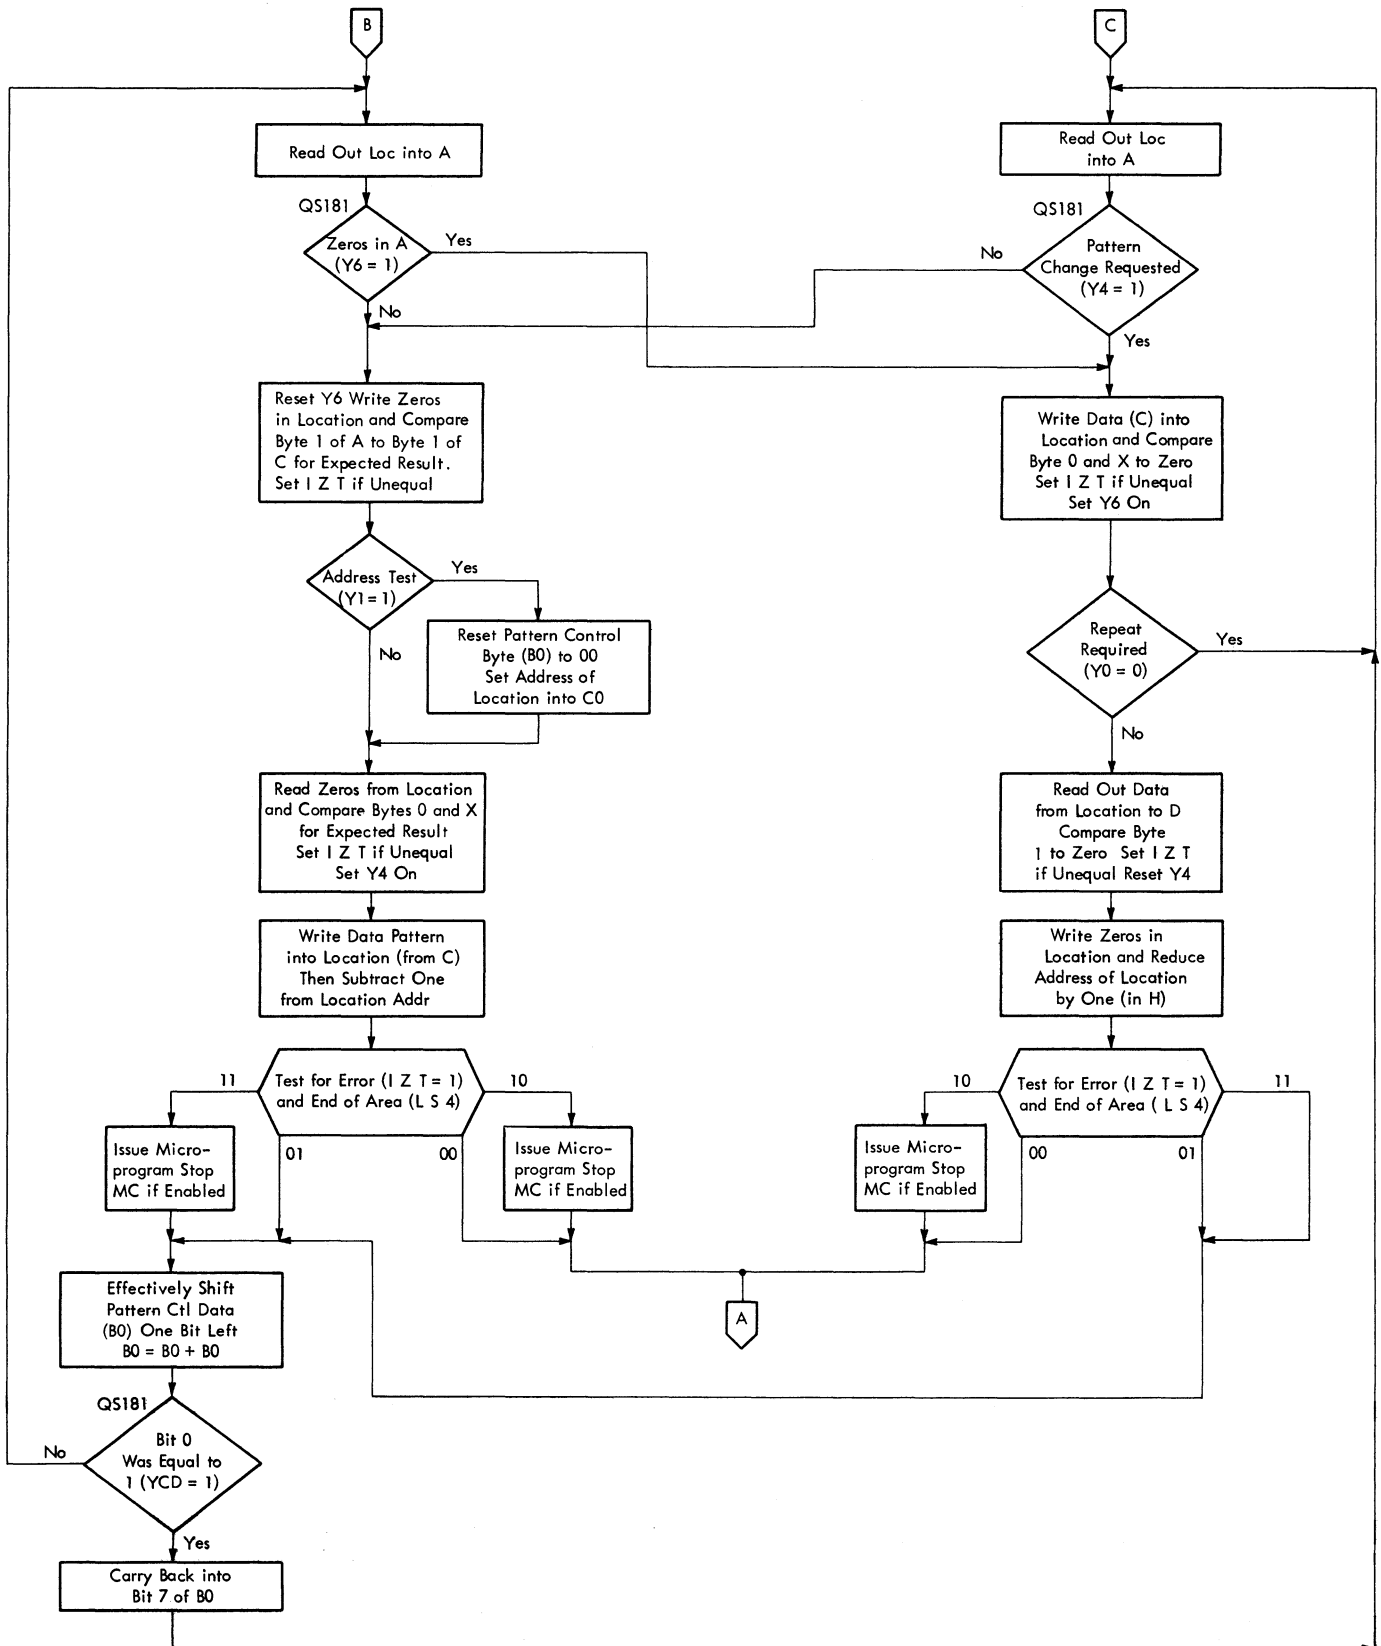 B
Read Out Loc into A
QS181
Zeros in A
(Y6 = 1)
Yes
No
Reset Y6 Write Zeros
in Location and Compare
Byte 1 of A to Byte 1 of
C for Expected Result.
Set I Z T if Unequal
Address Test
(Y1 = 1)
Yes
No
Reset Pattern Control
Byte (B0) to 00
Set Address of
Location into C0
Read Zeros from Location
and Compare Bytes 0 and X
for Expected Result
Set I Z T if Unequal
Set Y4 On
Write Data Pattern
into Location (from C)
Then Subtract One
from Location Addr
Test for Error (I Z T = 1)
and End of Area (L S 4)
11
10
01
00
Issue Micro-
program Stop
MC if Enabled
Issue Micro-
program Stop
MC if Enabled
Effectively Shift
Pattern Ctl Data
(B0) One Bit Left
B0 = B0 + B0
QS181
Bit 0
Was Equal to
1 (YCD = 1)
No
Yes
Carry Back into
Bit 7 of B0
C
Read Out Loc
into A
QS181
Pattern
Change Requested
(Y4 = 1)
No
Yes
Write Data (C) into
Location and Compare
Byte 0 and X to Zero
Set I Z T if Unequal
Set Y6 On
Repeat
Required
(Y0 = 0)
Yes
No
Read Out Data
from Location to D
Compare Byte
1 to Zero Set I Z T
if Unequal Reset Y4
Write Zeros in
Location and Reduce
Address of Location
by One (in H)
Test for Error (I Z T = 1)
and End of Area ( L S 4)
10
11
00
01
Issue Micro-
program Stop
MC if Enabled
A